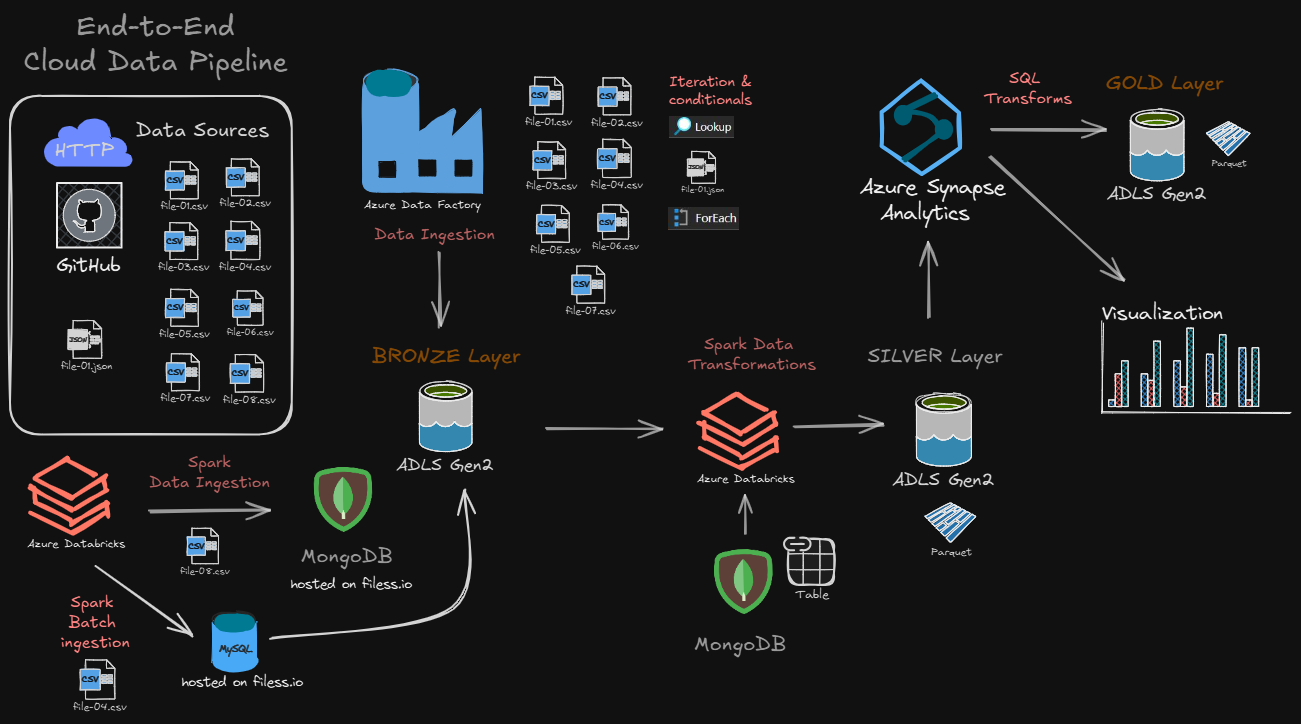 End-to-End
Cloud Data Pipeline
Data Sources
HTTP
GitHub
JSON
file-01.json
CSV
file-01.csv
CSV
file-02.csv
CSV
file-03.csv
CSV
file-04.csv
CSV
file-05.csv
CSV
file-06.csv
CSV
file-07.csv
CSV
file-08.csv
Azure Data Factory
Data Ingestion
CSV
file-01.csv
CSV
file-02.csv
CSV
file-03.csv
CSV
file-04.csv
CSV
file-05.csv
CSV
file-06.csv
CSV
file-07.csv
Iteration &
conditionals
Lookup
JSON
file-01.json
ForEach
BRONZE Layer
ADLS Gen2
Azure Databricks
Spark
Data Ingestion
CSV
file-08.csv
MongoDB
hosted on filess.io
Spark
Batch
ingestion
CSV
file-04.csv
MySQL
hosted on filess.io
Spark Data
Transformations
Azure Databricks
MongoDB
Table
SILVER Layer
ADLS Gen2
Parquet
Azure Synapse
Analytics
SQL
Transforms
GOLD Layer
ADLS Gen2
Parquet
Visualization